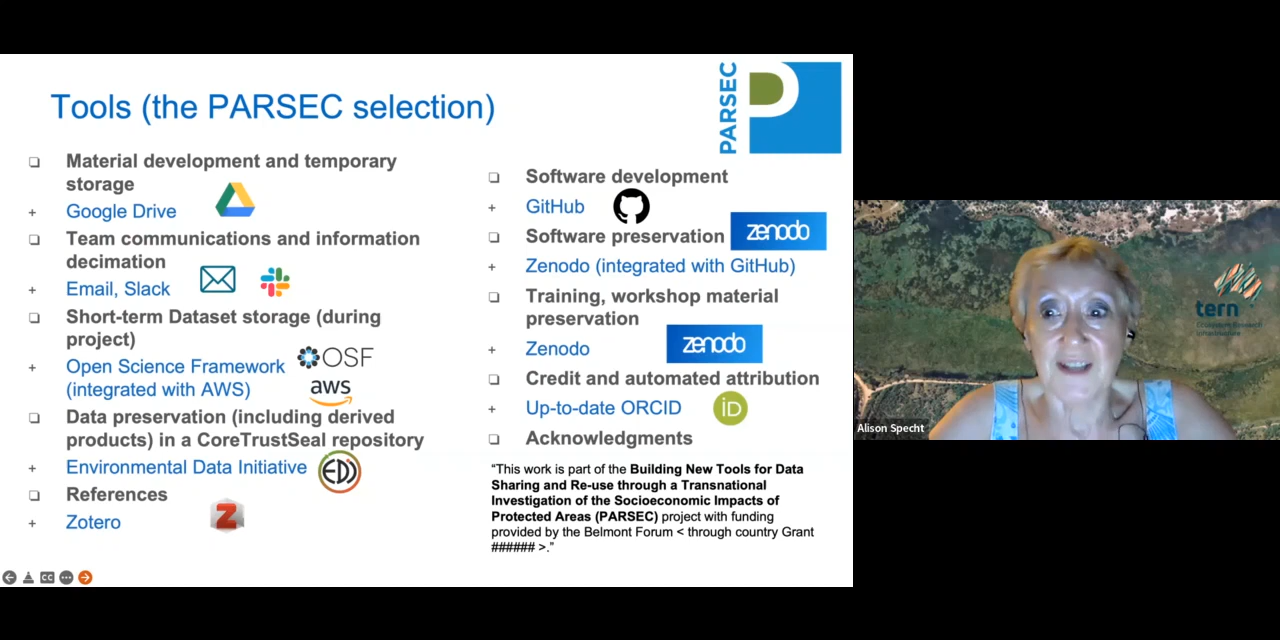 Tools (the PARSEC selection)
PARSEC
❏ Material development and temporary
storage
+ Google Drive
❏ Team communications and information
decimation
+ Email, Slack
❏ Short-term Dataset storage (during
project)
+ Open Science Framework
(integrated with AWS)
OSF
aws
❏ Data preservation (including derived
products) in a CoreTrustSeal repository
+ Environmental Data Initiative
EDI
❏ References
+ Zotero
Z
❏ Software development
+ GitHub
❏ Software preservation
zenodo
+ Zenodo (integrated with GitHub)
❏ Training, workshop material
preservation
+ Zenodo
zenodo
❏ Credit and automated attribution
+ Up-to-date ORCID
iD
❏ Acknowledgments
“This work is part of the Building New Tools for Data
Sharing and Re-use through a Transnational
Investigation of the Socioeconomic Impacts of
Protected Areas (PARSEC) project with funding
provided by the Belmont Forum < through country Grant
###### >.”
CC
tern
Ecosystem Research
Infrastructure
Alison Specht